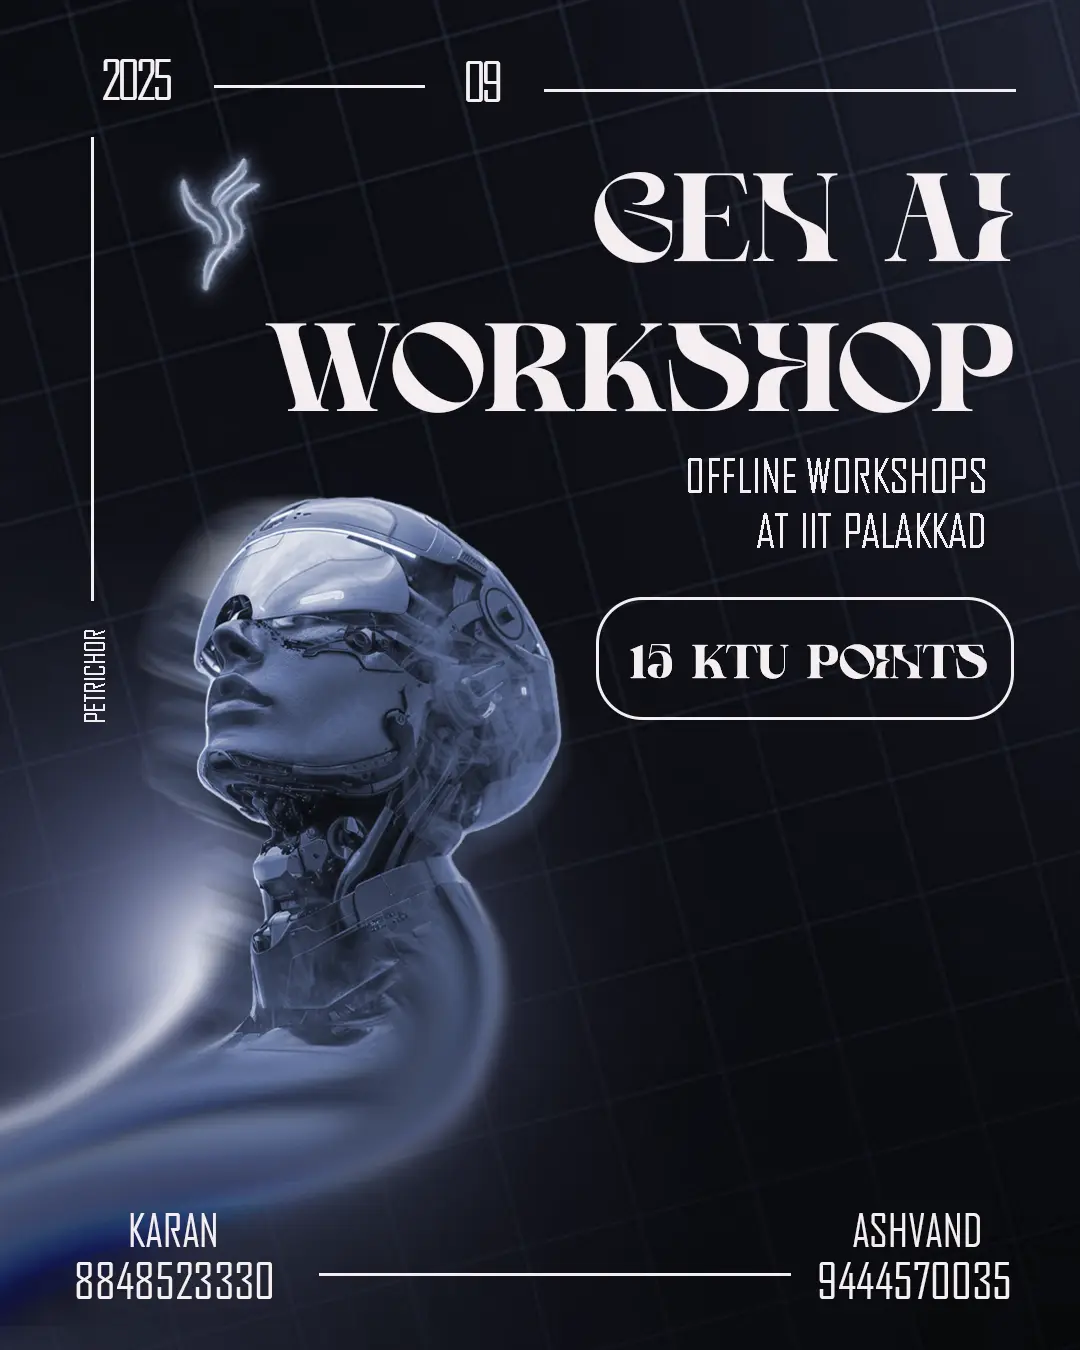 2025 09
GEN AI
WORKSHOP
OFFLINE WORKSHOPS
AT IIT PALAKKAD
15 KTU POINTS
PETRICHOR
KARAN
8848523330
ASHVAND
9444570035